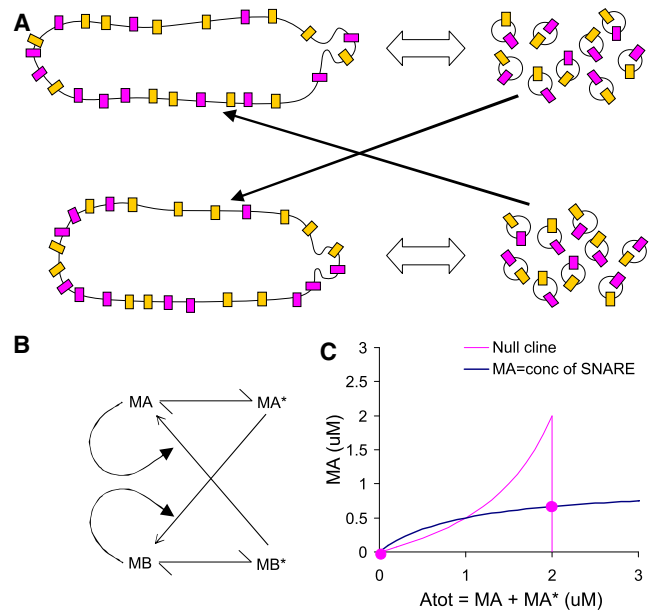 A
B
MA
MA*
MB
MB*
C
Null cline
MA=conc of SNARE
MA (uM)
3
2.5
2
1.5
1
0.5
0
0
1
2
3
Atot = MA + MA* (uM)